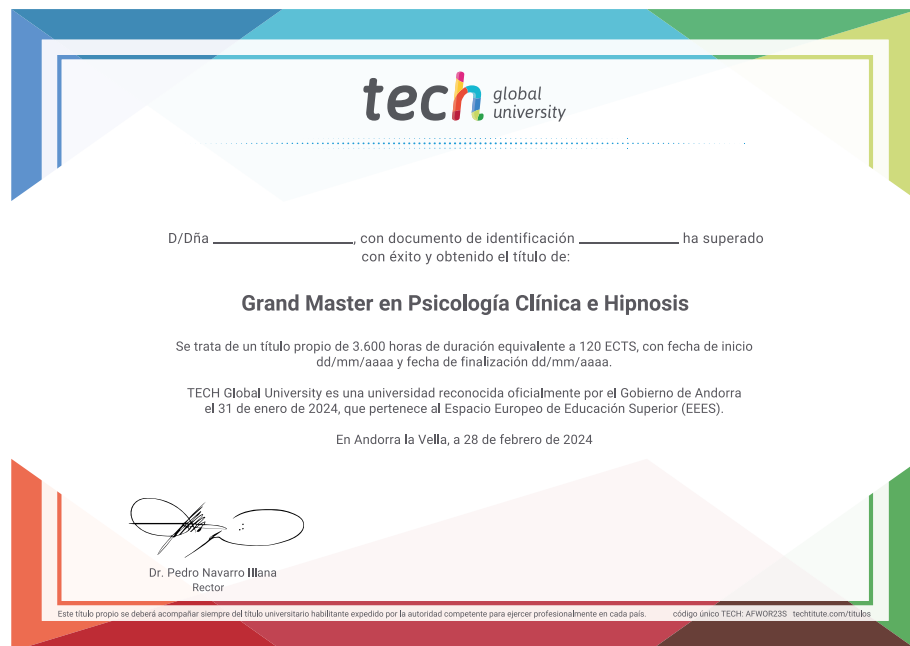 tech global university
D/Dña ____________________, con documento de identificación ______________ ha superado
con éxito y obtenido el título de:
Grand Master en Psicología Clínica e Hipnosis
Se trata de un título propio de 3.600 horas de duración equivalente a 120 ECTS, con fecha de inicio
dd/mm/aaaa y fecha de finalización dd/mm/aaaa.
TECH Global University es una universidad reconocida oficialmente por el Gobierno de Andorra
el 31 de enero de 2024, que pertenece al Espacio Europeo de Educación Superior (EEES).
En Andorra la Vella, a 28 de febrero de 2024
Dr. Pedro Navarro Illana
Rector
Este título propio se deberá acompañar siempre del título universitario habilitante expedido por la autoridad competente para ejercer profesionalmente en cada país. código único TECH: AFWOR23S techtitute.com/titulos